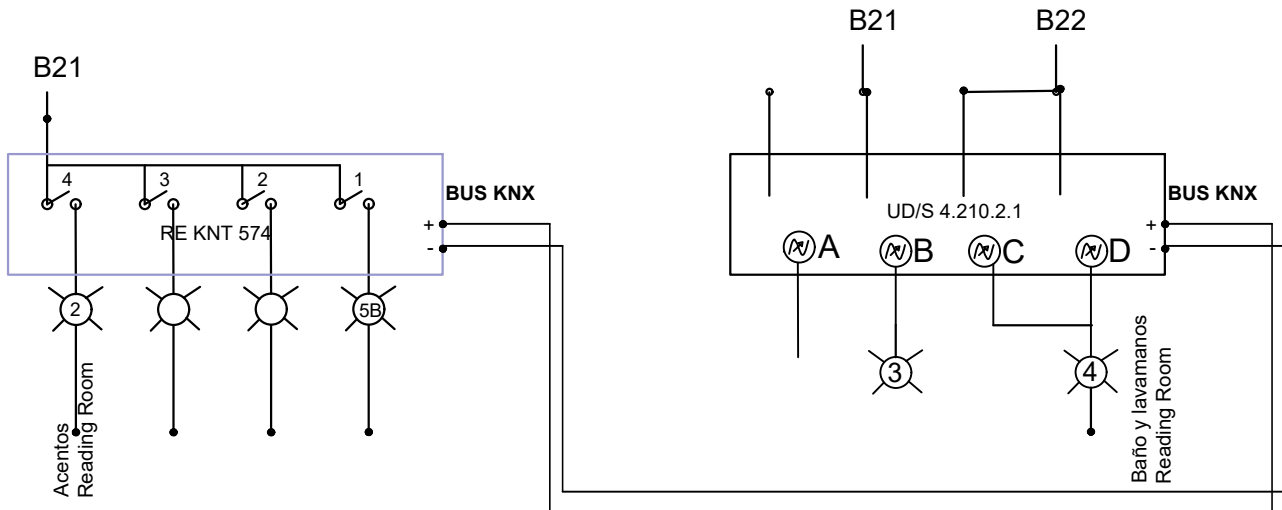 B21
B22
B21
4
3
2
1
BUS KNX
RE KNT 574
+
-
2
5B
Acentos
Reading Room
BUS KNX
UD/S 4.210.2.1
+
-
A
B
C
D
3
4
Baño y lavamanos
Reading Room